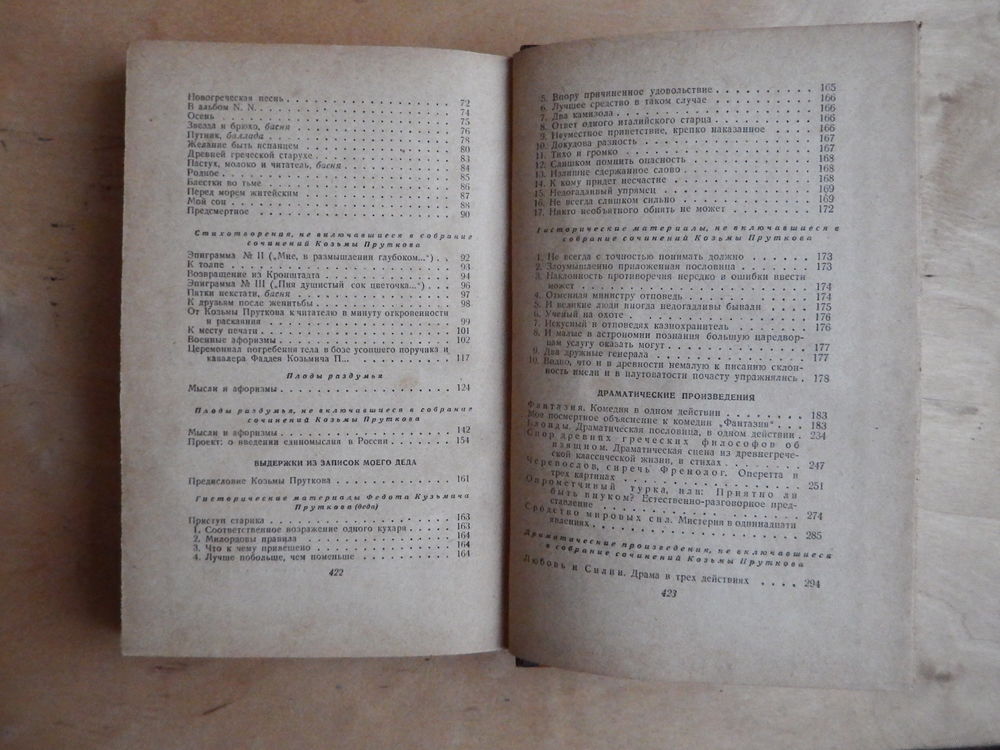 Новогреческая песнь . . . . . . . . . . . . . . . . 72
В альбом N. N. . . . . . . . . . . . . . . . . . 74
Осень . . . . . . . . . . . . . . . . . . . . . 75
Звезда и брюхо, басня . . . . . . . . . . . . . . . 76
Путник, баллада . . . . . . . . . . . . . . . . . 78
Желание быть испанцем . . . . . . . . . . . . . . 80
Древней греческой старухе . . . . . . . . . . . . . 83
Пастух, молоко и читатель, басня . . . . . . . . . . 84
Родное . . . . . . . . . . . . . . . . . . . . . 85
Блестки во тьме . . . . . . . . . . . . . . . . . 86
Перед морем житейским . . . . . . . . . . . . . . 87
Мой сон . . . . . . . . . . . . . . . . . . . . 88
Предсмертное . . . . . . . . . . . . . . . . . . 90
Стихотворения, не включавшиеся в собрание
сочинений Козьмы Пруткова
Эпиграмма № II („Мне, в размышлении глубоком...“) . . 92
К толпе . . . . . . . . . . . . . . . . . . . . 93
Возвращение из Кронштадта . . . . . . . . . . . . 94
Эпиграмма № III („Пия душистый сок цветочка...“) . . . 96
Пятки некстати, басня . . . . . . . . . . . . . . . 97
К друзьям после женитьбы . . . . . . . . . . . . . 98
От Козьмы Пруткова к читателю в минуту откровенности
и раскаяния . . . . . . . . . . . . . . . . . 99
К месту печати . . . . . . . . . . . . . . . . . 101
Военные афоризмы . . . . . . . . . . . . . . . . 102
Церемониал погребения тела в бозе усопшего поручика и
кавалера Фаддея Козьмича П... . . . . . . . . . 117
Плоды раздумья
Мысли и афоризмы . . . . . . . . . . . . . . . . 124
Плоды раздумья, не включавшиеся в собрание
сочинений Козьмы Пруткова
Мысли и афоризмы . . . . . . . . . . . . . . . . 142
Проект: о введении единомыслия в России . . . . . . . 154
ВЫДЕРЖКИ ИЗ ЗАПИСОК МОЕГО ДЕДА
Предисловие Козьмы Пруткова . . . . . . . . . . . 161
Гисторические материалы Федота Кузьмича
Пруткова (деда)
Приступ старика . . . . . . . . . . . . . . . . . 163
1. Соответственное возражение одного кухаря . . . . 163
2. Милордовы правила . . . . . . . . . . . . . 164
3. Что к чему привешено . . . . . . . . . . . . 164
4. Лучше побольше, чем поменьше . . . . . . . . 164
422
5. Впору причиненное удовольствие . . . . . . . . 165
6. Лучшее средство в таком случае . . . . . . . . 166
7. Два камизола . . . . . . . . . . . . . . . . 166
8. Ответ одного италийского старца . . . . . . . . 166
9. Неуместное приветствие, крепко наказанное . . . . 166
10. Докудова разность . . . . . . . . . . . . . . 167
11. Тихо и громко . . . . . . . . . . . . . . . . 167
12. Слишком помнить опасность . . . . . . . . . . 168
13. Излишне сдержанное слово . . . . . . . . . . . 168
14. К кому придет несчастие . . . . . . . . . . . 168
15. Недогадливый упрямец . . . . . . . . . . . . 169
16. Не всегда слишком сильно . . . . . . . . . . . 169
17. Никто необъятного обнять не может . . . . . . . 172
Гисторические материалы, не включавшиеся в
собрание сочинений Козьмы Пруткова
1. Не всегда с точностью понимать должно . . . . . 173
2. Злоумышленно приложенная пословица . . . . . . 173
3. Наклонность противоречия нередко в ошибки ввести
может . . . . . . . . . . . . . . . . . . 174
4. Отменная министру отповедь . . . . . . . . . . 174
5. И великие люди иногда недогадливы бывали . . . . 175
6. Ученый на охоте . . . . . . . . . . . . . . . 176
7. Искусный в отповедях казнохранитель . . . . . . 176
8. И малые в астрономии познания большую царедвор-
цам услугу оказать могут . . . . . . . . . . . 177
9. Два дружные генерала . . . . . . . . . . . . . 177
10. Видно, что и в древности немалую к писанию склон-
ность имели и в плутоватости почасту упражнялись . 178
ДРАМАТИЧЕСКИЕ ПРОИЗВЕДЕНИЯ
Фантазия. Комедия в одном действии . . . . . . . . 183
Мое посмертное объяснение к комедии „Фантазия“ . . . 183
Блонды. Драматическая пословица, в одном действии . 234
Спор древних греческих философов об
изящном. Драматическая сцена из древнегрече-
ской классической жизни, в стихах . . . . . . . 247
Черепослов, сиречь Френолог. Оперетта в
трех картинах . . . . . . . . . . . . . . . 251
Опрометчивый турка, или: Приятно ли
быть внуком? Естественно-разговорное пред-
ставление . . . . . . . . . . . . . . . . 274
Сродство мировых сил. Мистерия в одиннадцати
явлениях . . . . . . . . . . . . . . . . . 285
Драматические произведения, не включавшиеся
в собрание сочинений Козьмы Пруткова
Любовь и Силин. Драма в трех действиях . . . . 294
423